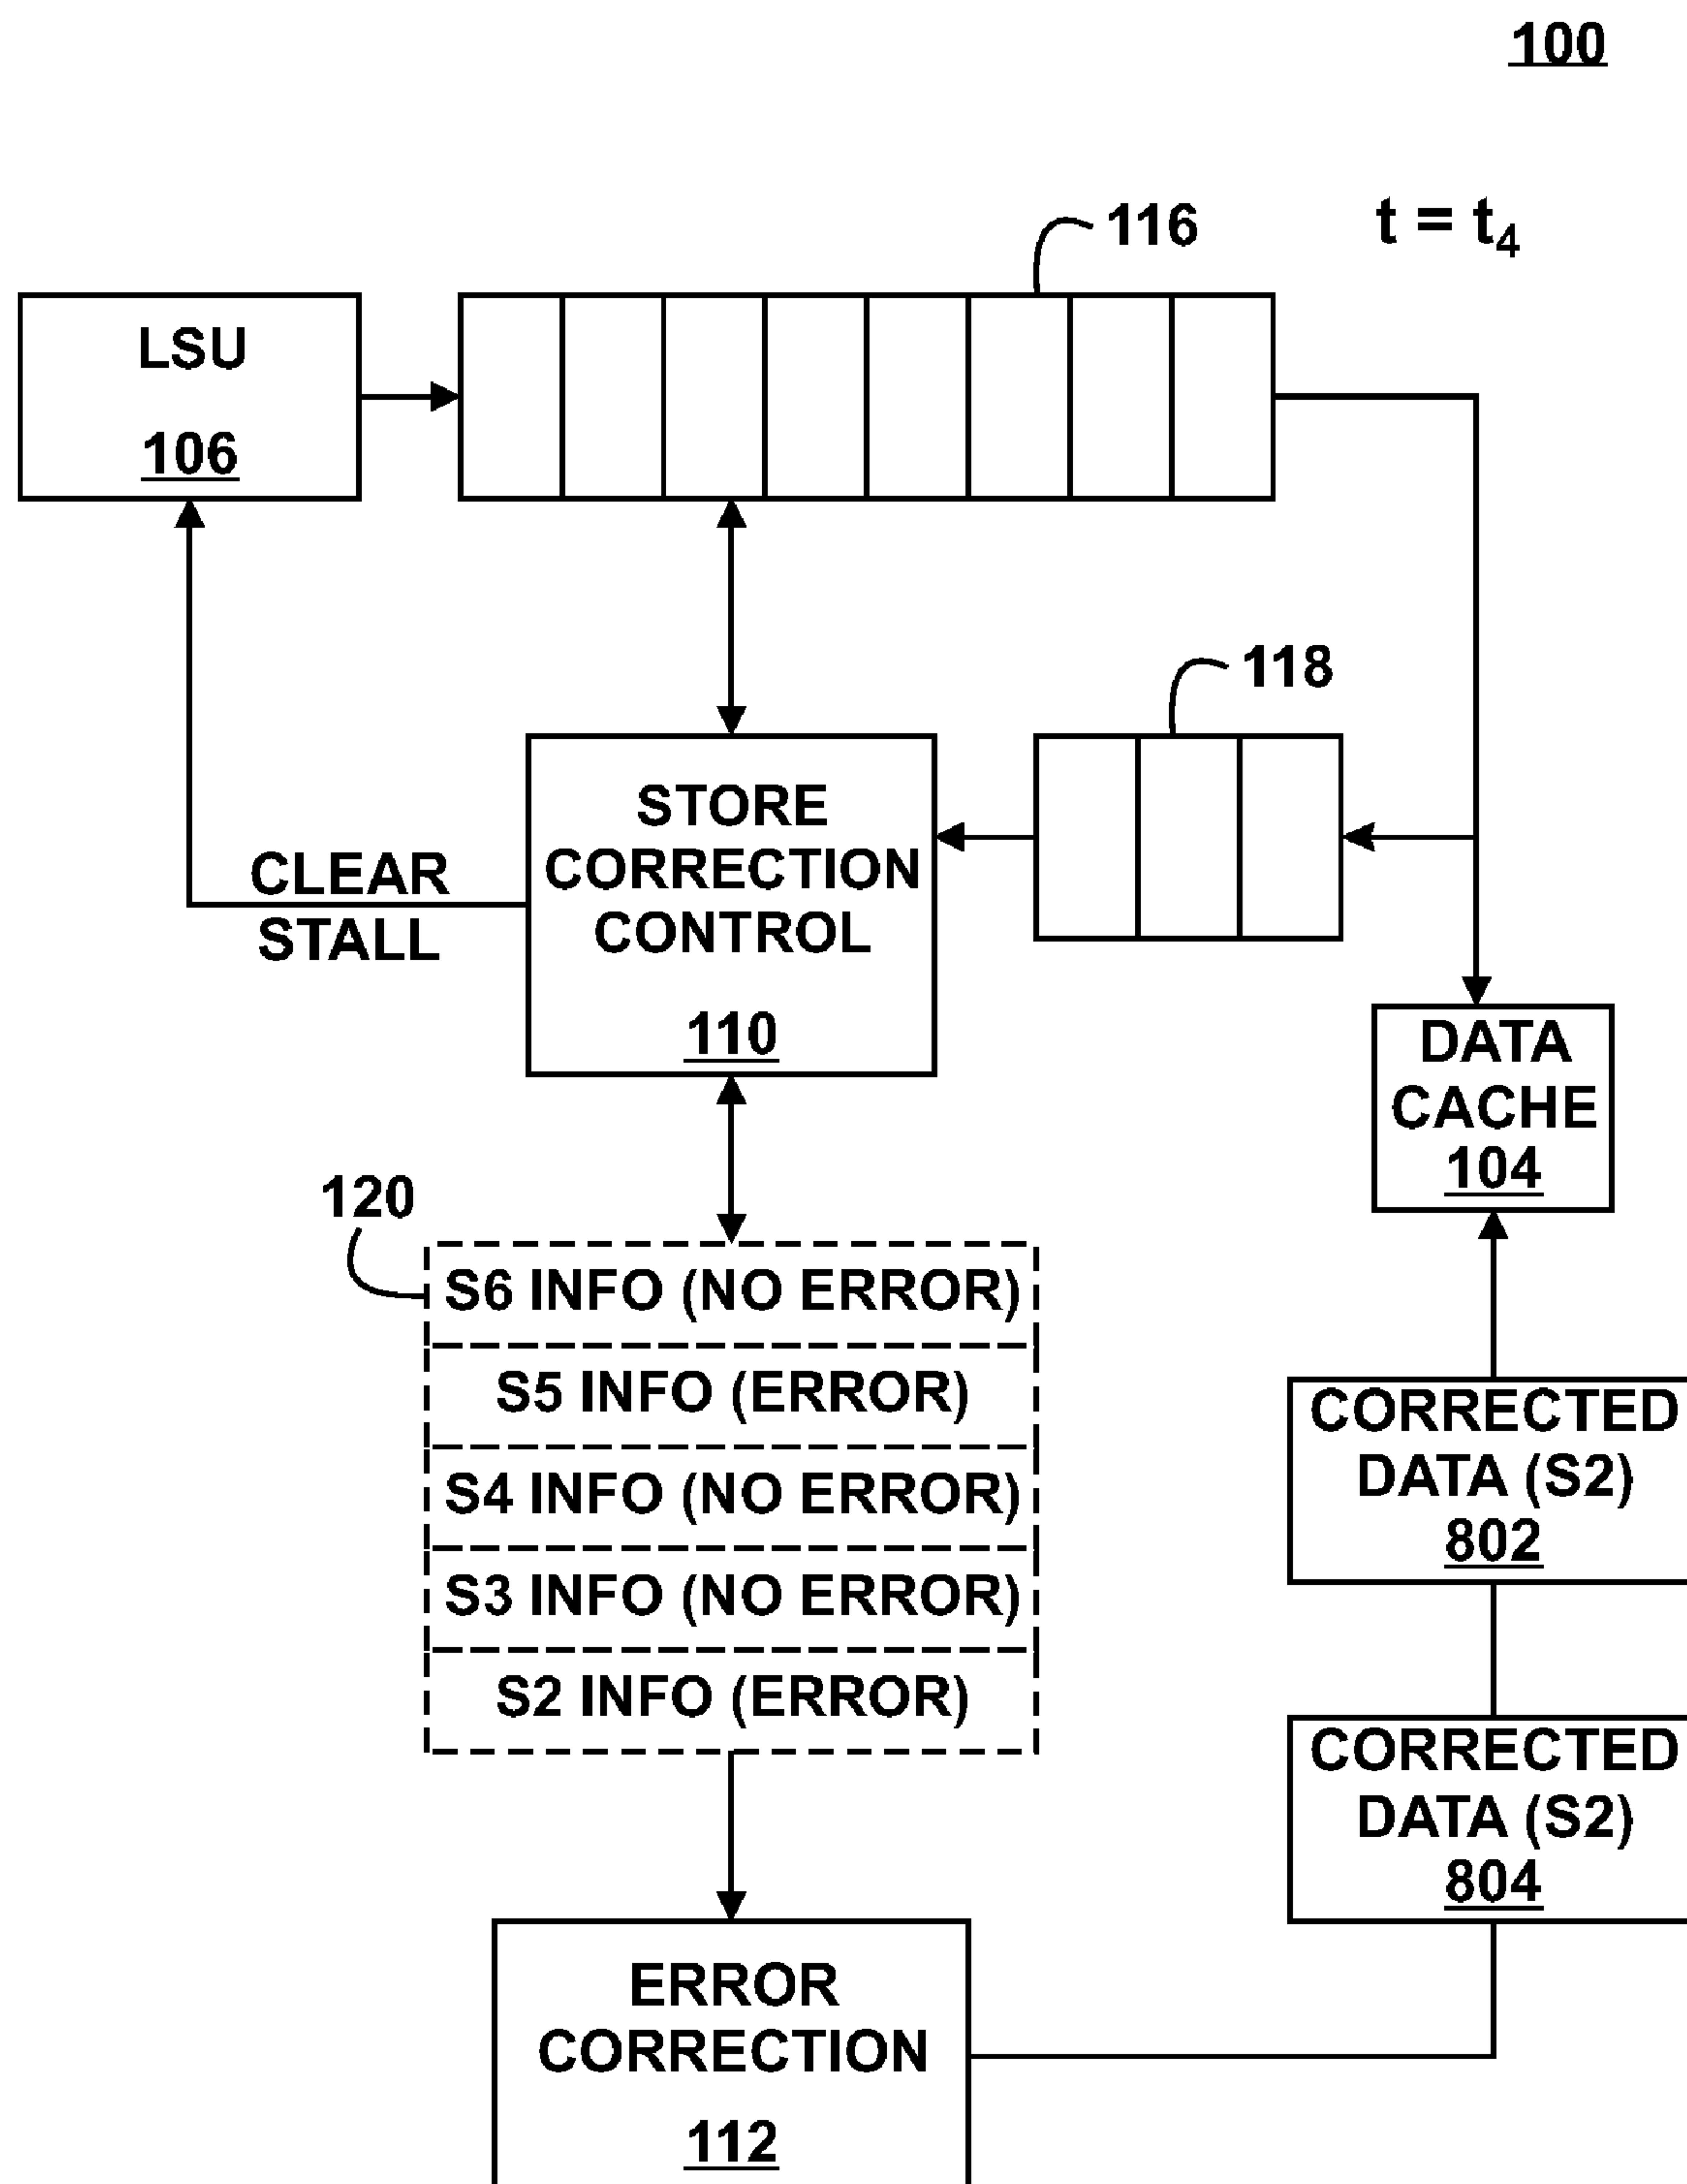 100
116
t = t4
LSU
106
118
STORE
CORRECTION
CONTROL
110
CLEAR
STALL
DATA
CACHE
104
120
S6 INFO (NO ERROR)
S5 INFO (ERROR)
S4 INFO (NO ERROR)
S3 INFO (NO ERROR)
S2 INFO (ERROR)
CORRECTED
DATA (S2)
802
CORRECTED
DATA (S2)
804
ERROR
CORRECTION
112